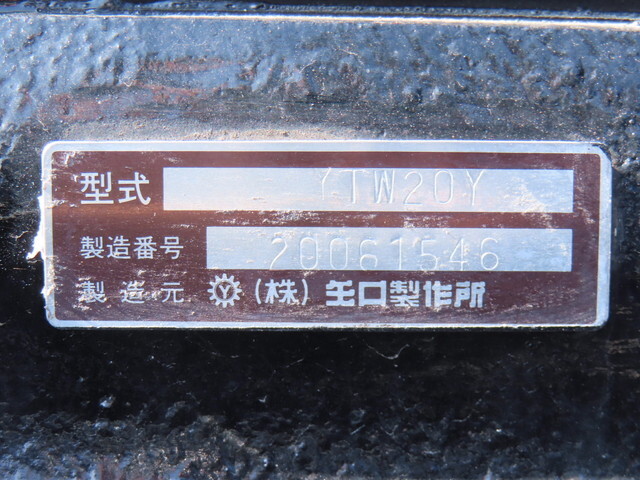 型式 YTW20Y
製造番号 20061546
製造元 (株)矢口製作所